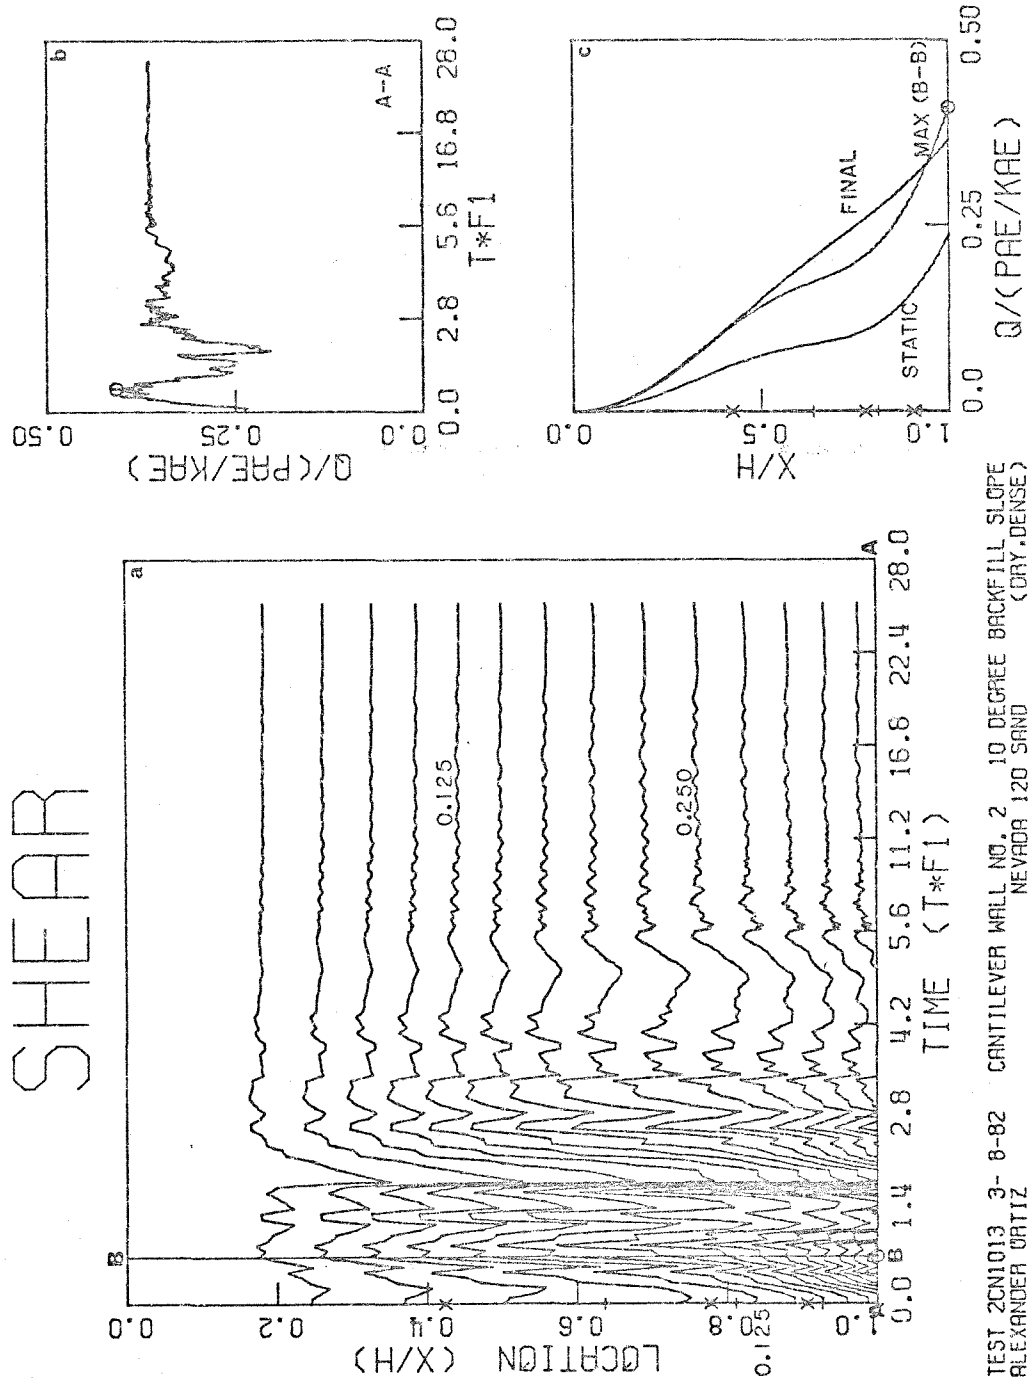 SHEAR
a
B
0.0
0.2
0.4
0.6
0.8
1.0
LOCATION
(X/H)
0.125
0.125
0.250
A
B
0.0 1.4 2.8 4.2 5.6 11.2 16.8 22.4 28.0
TIME (T*F1)
b
0.50
0.25
0.0
Q/(PAE/KAE)
A-A
0.0 2.8 5.6 16.8 28.0
T*F1
c
0.0
0.5
1.0
X/H
STATIC
FINAL
MAX (B-B)
0.0 0.25 0.50
Q/(PAE/KAE)
TEST 2CN1013 3- 8-82 CANTILEVER WALL NO. 2 10 DEGREE BACKFILL SLOPE
ALEXANDER ORTIZ NEVADA 120 SAND (DRY,DENSE)